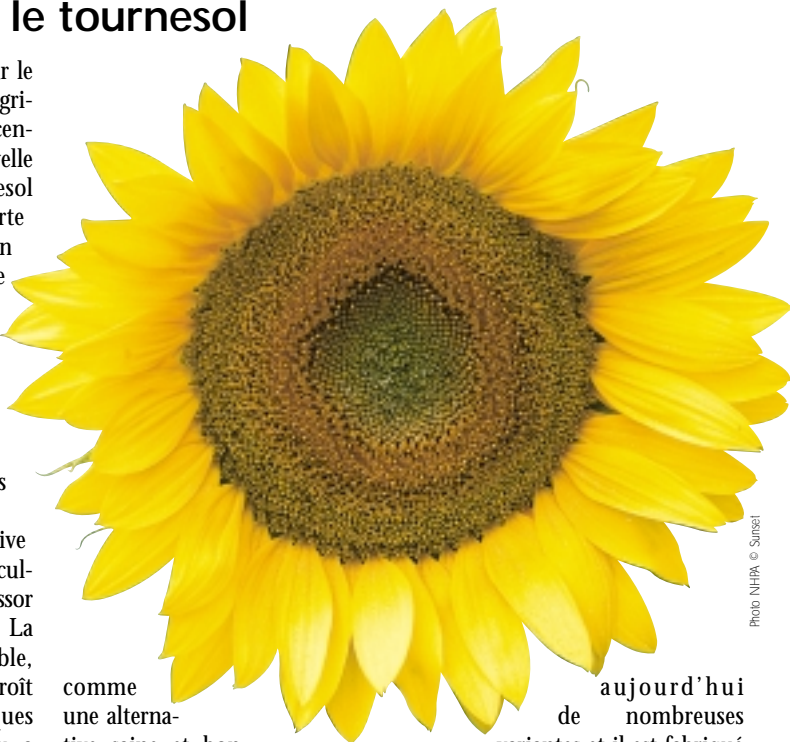 le tournesol
r le
gri-
cen-
elle
esol
rte
n
e
s
ive
cul-
ssor
La
ble,
roît
ques
comme
une alterna-
aujourd'hui
de nombreuses
Photo NHPA © Sunset